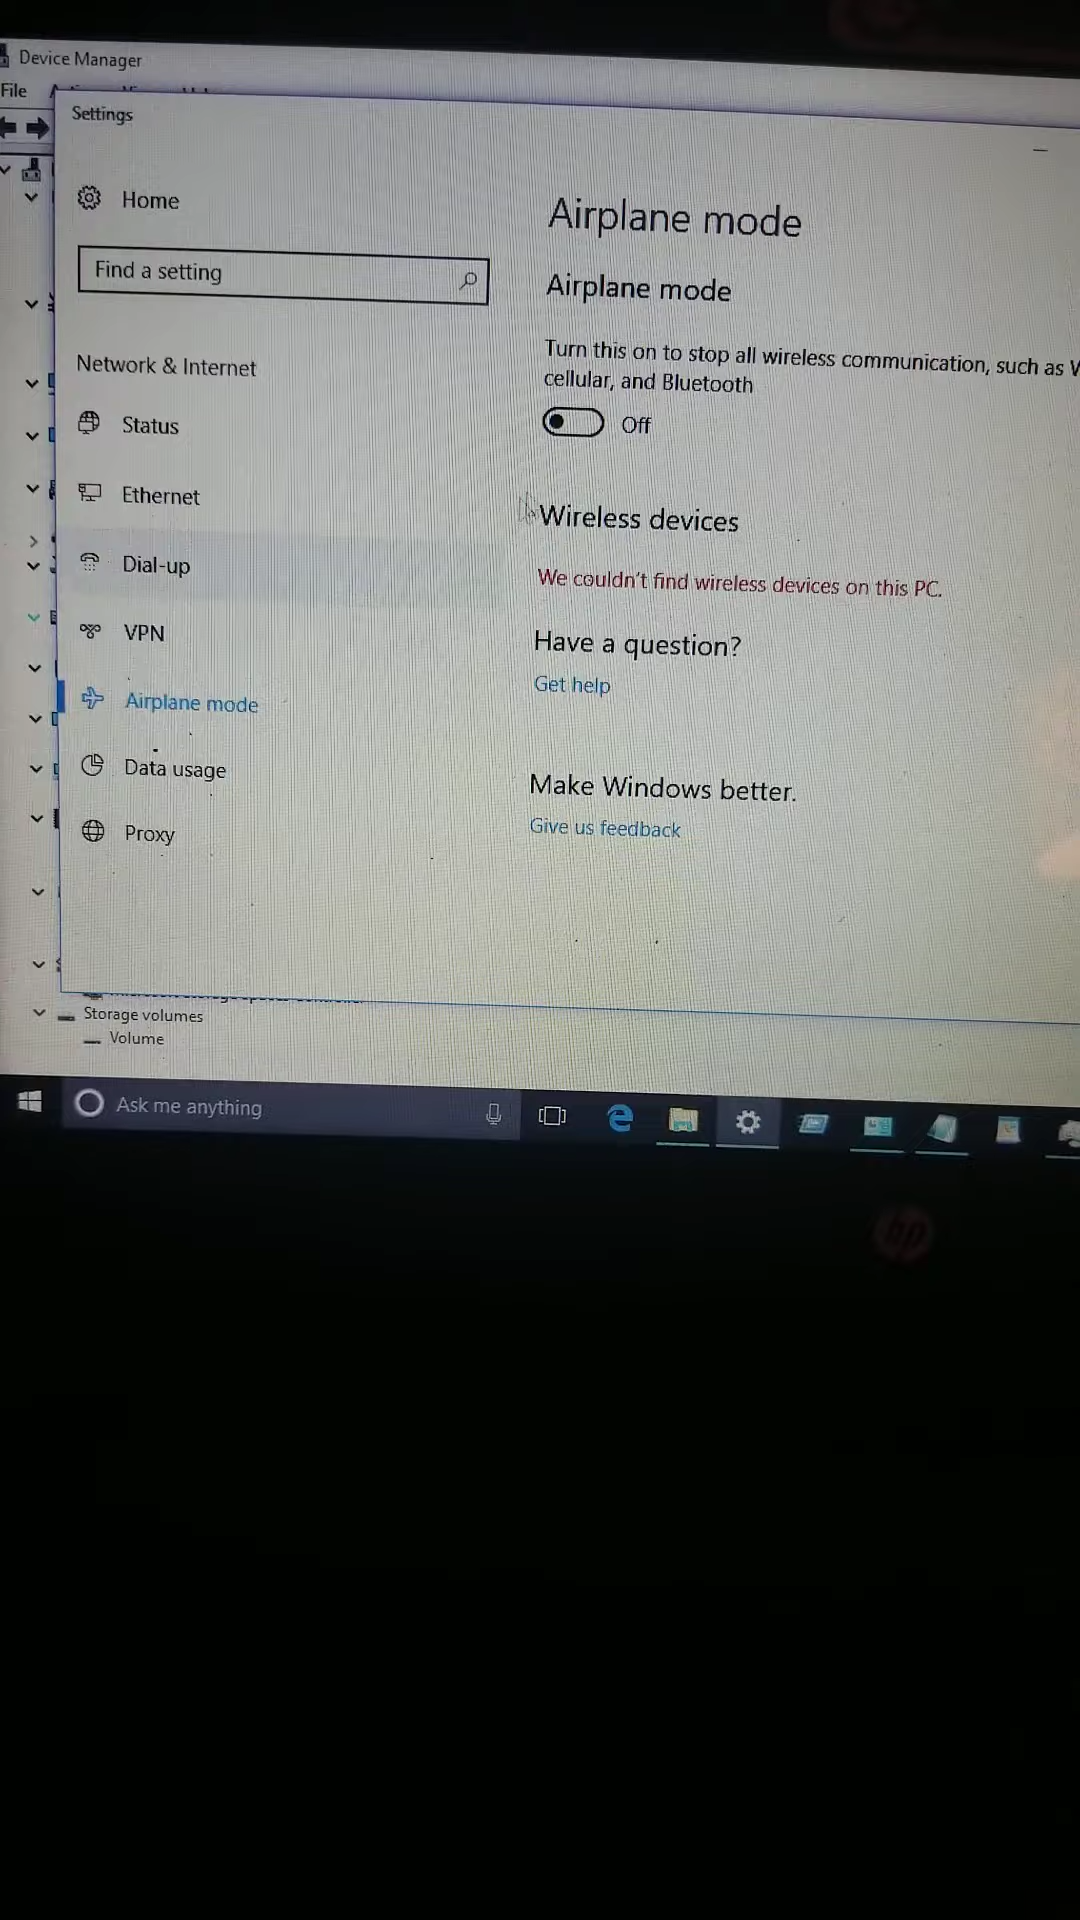 Device Manager
File
Settings
Home
Find a setting
Network & Internet
Status
Ethernet
Dial-up
VPN
Airplane mode
Data usage
Proxy
Airplane mode
Airplane mode
Turn this on to stop all wireless communication, such as
cellular, and Bluetooth
Off
Wireless devices
We couldn't find wireless devices on this PC.
Have a question?
Get help
Make Windows better.
Give us feedback
Storage volumes
Volume
Ask me anything
hp